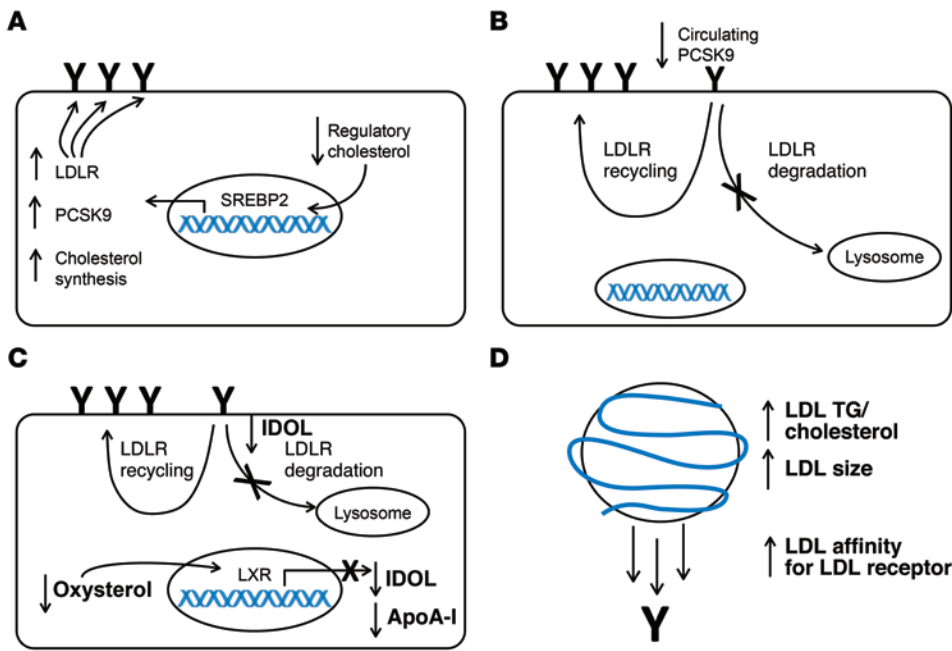 A
Regulatory
cholesterol
LDLR
SREBP2
PCSK9
Cholesterol
synthesis
B
Circulating
PCSK9
LDLR
recycling
LDLR
degradation
Lysosome
C
IDOL
LDLR
recycling
LDLR
degradation
Lysosome
Oxysterol
LXR
IDOL
ApoA-I
D
LDL TG/
cholesterol
LDL size
LDL affinity
for LDL receptor